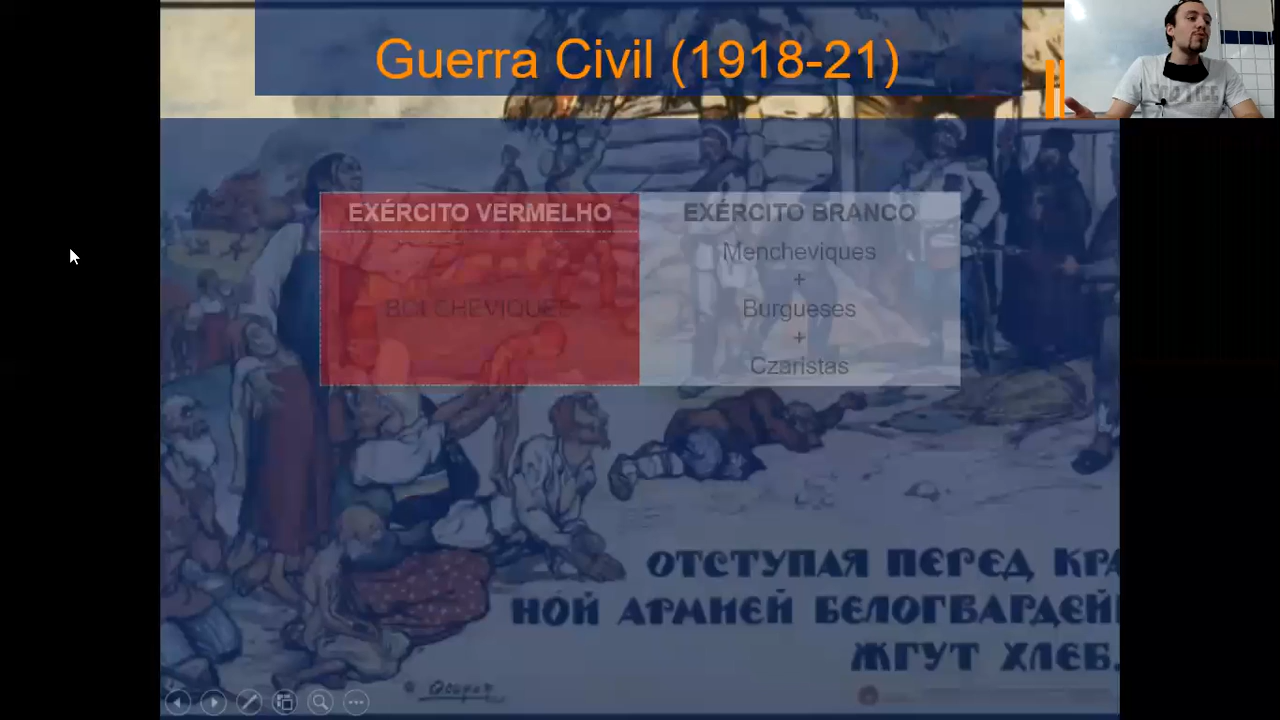 Guerra Civil (1918-21)
EXÉRCITO VERMELHO
EXÉRCITO BRANCO
BOLCHEVIQUES
Mencheviques
+
Burgueses
+
Czaristas
ОТСТУПАЯ ПЕРЕД КРА
НОЙ АРМИЕЙ БЕЛОГВАРДЕЙ
ЖГУТ ХЛЕБ.